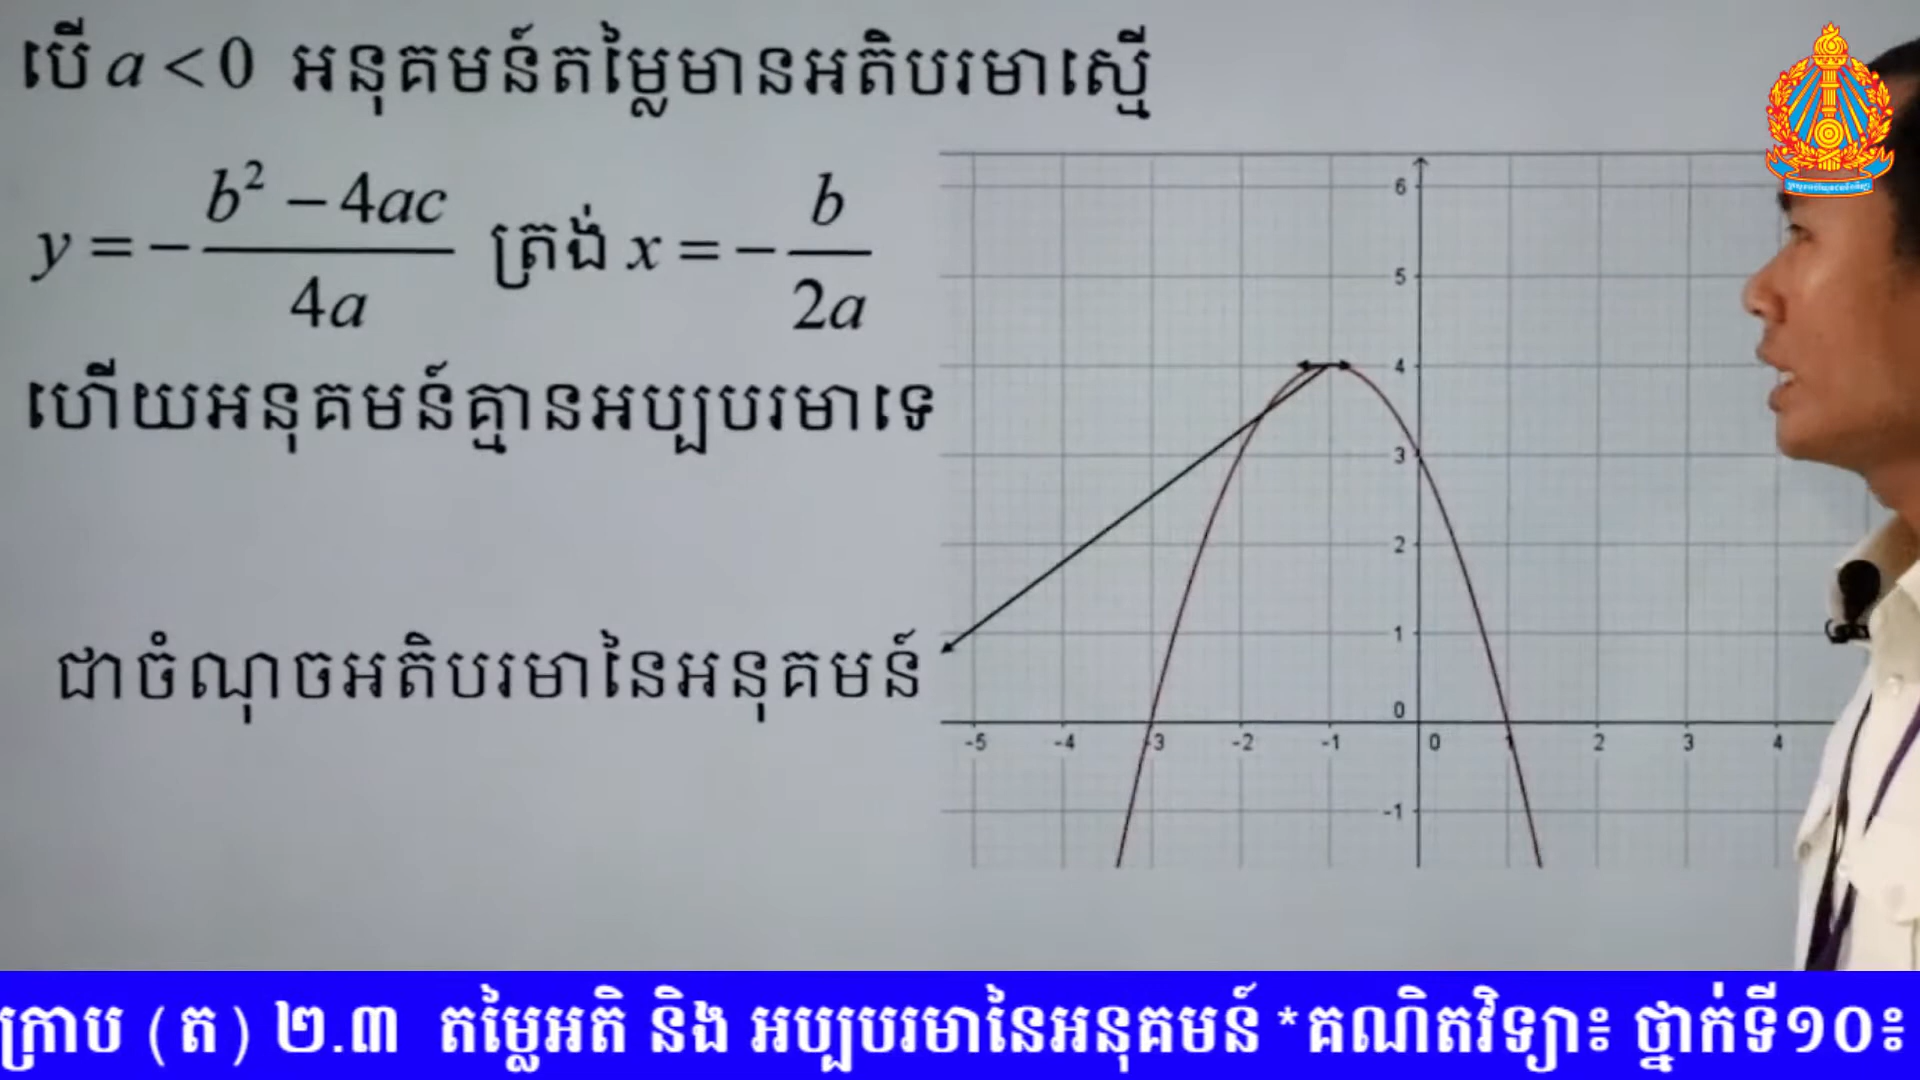 បើ a < 0 អនុគមន៍តម្លៃមានអតិបរមាស្មើ
y = - \frac{b^2 - 4ac}{4a} ត្រង់ x = - \frac{b}{2a}
ហើយអនុគមន៍គ្មានអប្បបរមាទេ
ជាចំណុចអតិបរមានៃអនុគមន៍
6
5
4
3
2
1
0
-5 -4 -3 -2 -1 0 1 2 3 4
-1
ក្រាប (ត) ២.៣ តម្លៃអតិ និង អប្បបរមានៃអនុគមន៍ *គណិតវិទ្យា៖ ថ្នាក់ទី១០៖